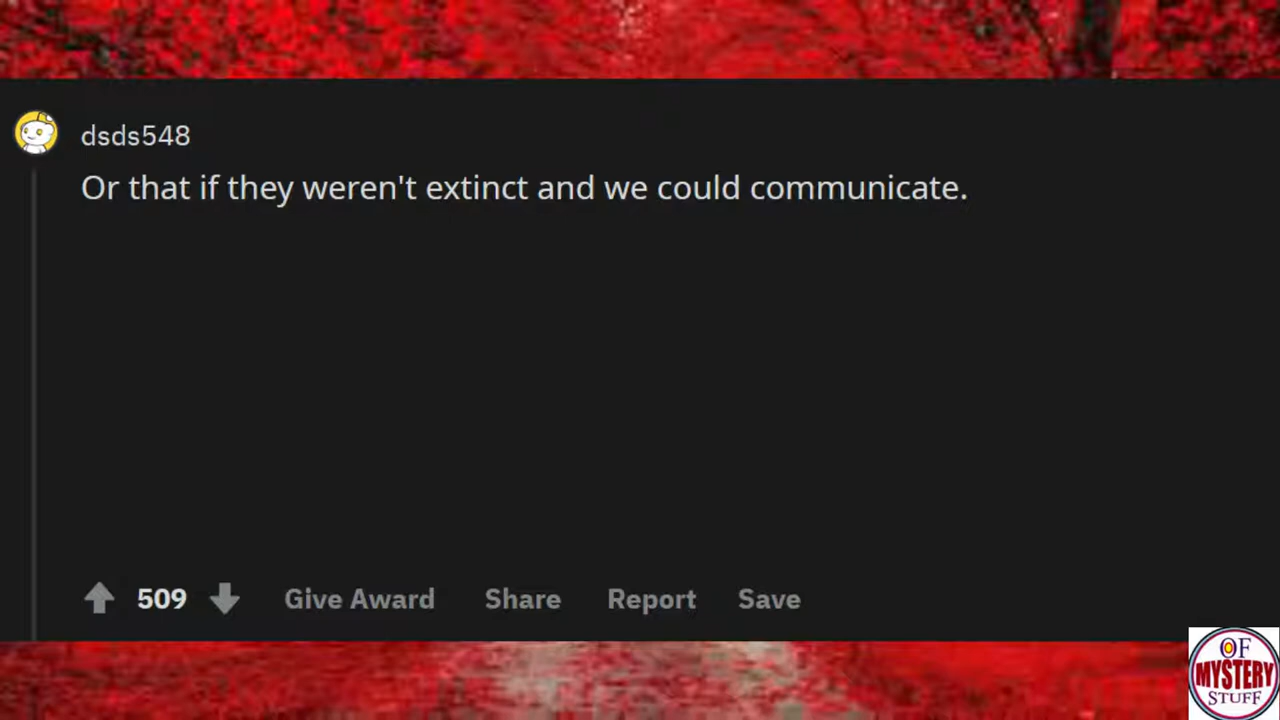 dsds548
Or that if they weren't extinct and we could communicate.
509 Give Award Share Report Save
OF
MYSTERY
STUFF